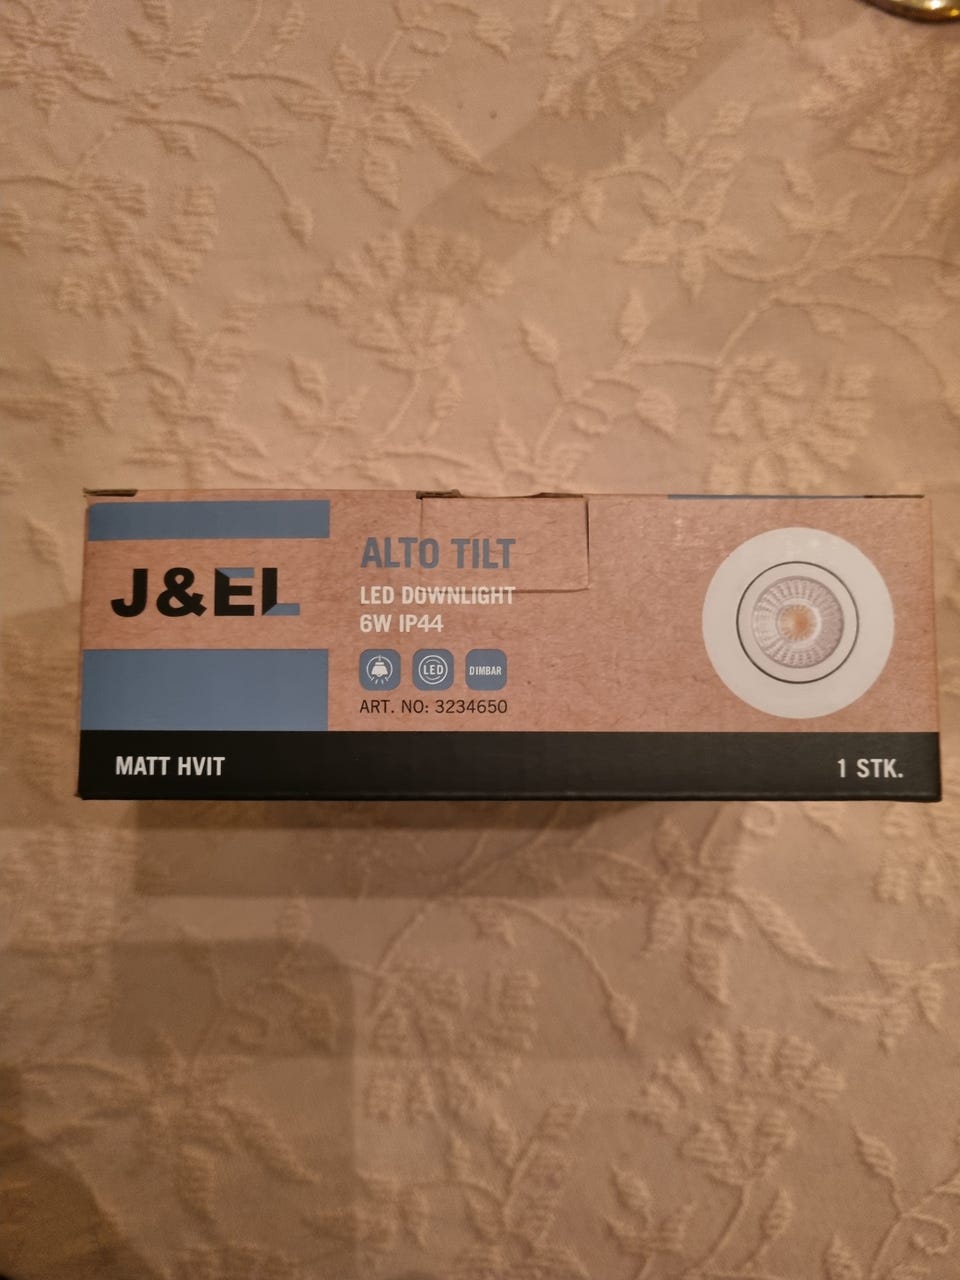 J&EL
ALTO TILT
LED DOWNLIGHT
6W IP44
LED
DIMBAR
ART. NO: 3234650
MATT HVIT
1 STK.